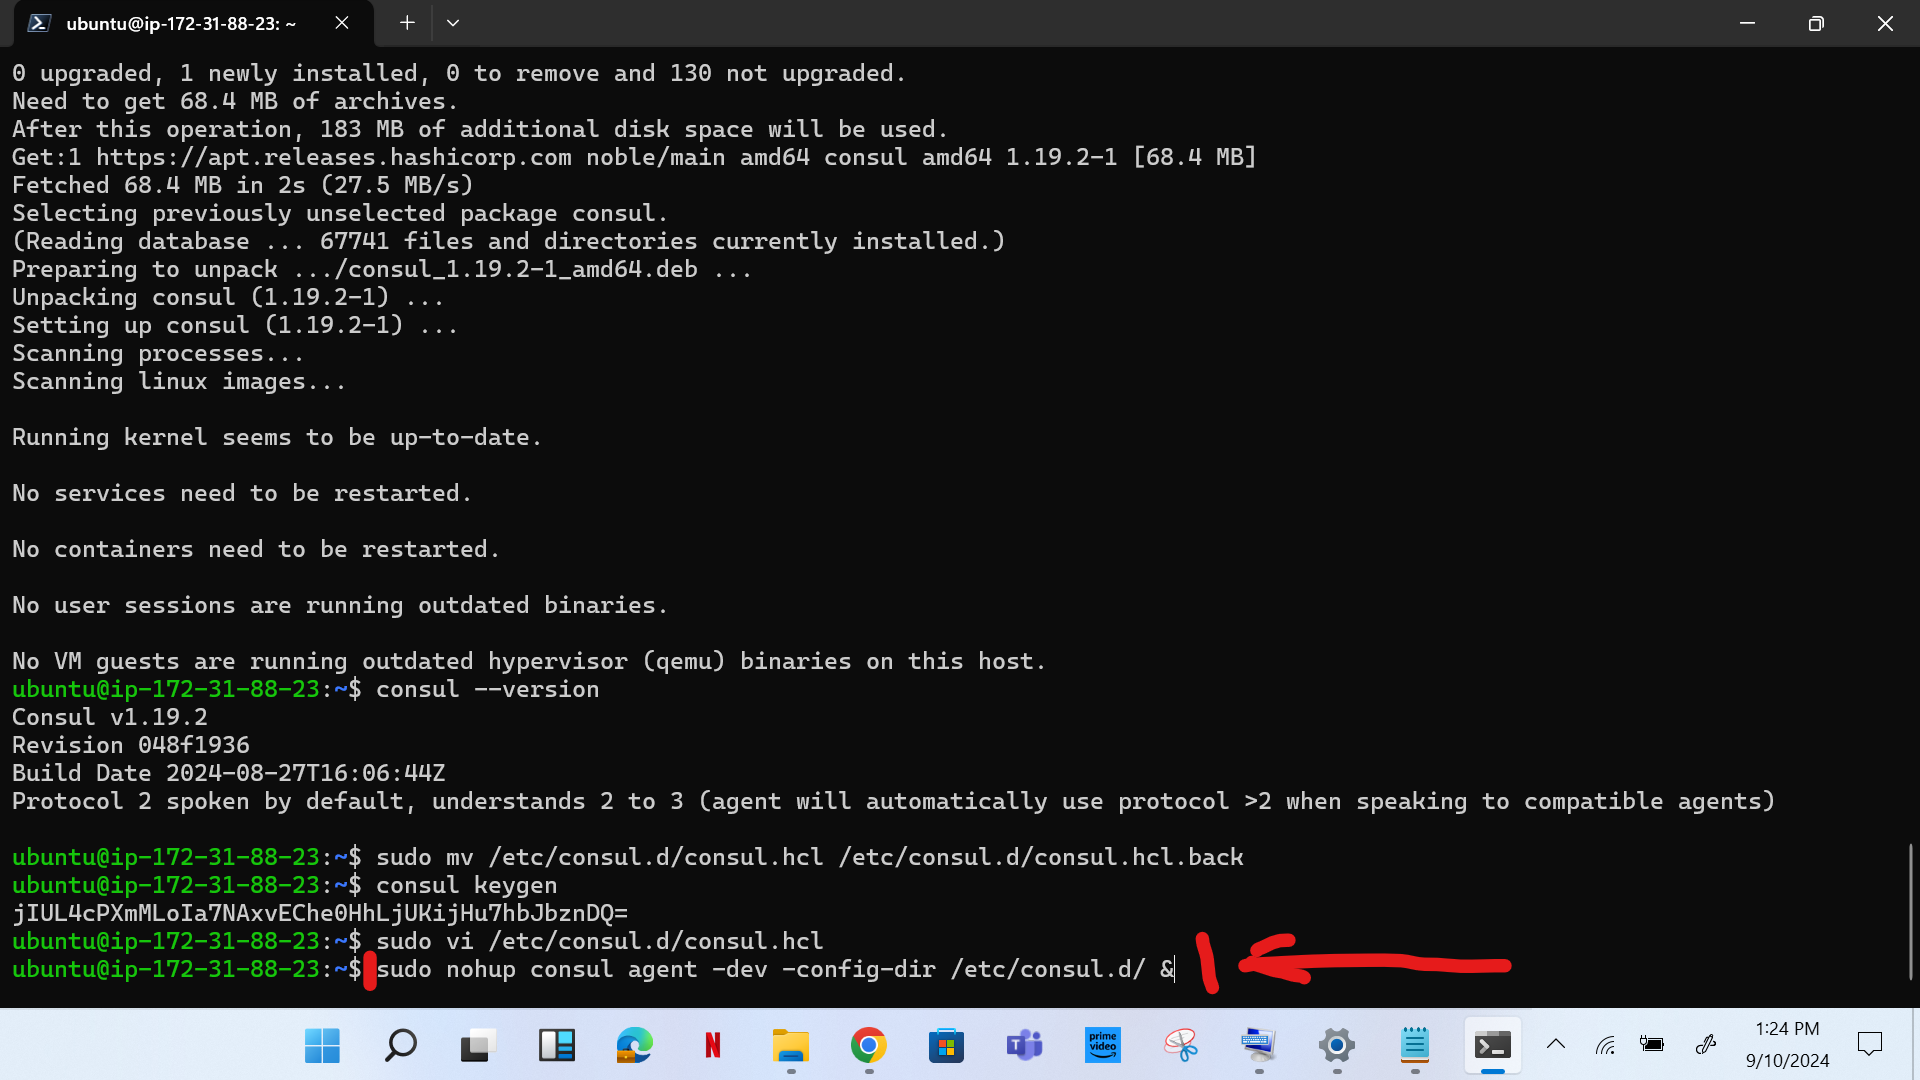 ubuntu@ip-172-31-88-23: ~
0 upgraded, 1 newly installed, 0 to remove and 130 not upgraded.
Need to get 68.4 MB of archives.
After this operation, 183 MB of additional disk space will be used.
Get:1 https://apt.releases.hashicorp.com noble/main amd64 consul amd64 1.19.2-1 [68.4 MB]
Fetched 68.4 MB in 2s (27.5 MB/s)
Selecting previously unselected package consul.
(Reading database ... 67741 files and directories currently installed.)
Preparing to unpack .../consul_1.19.2-1_amd64.deb ...
Unpacking consul (1.19.2-1) ...
Setting up consul (1.19.2-1) ...
Scanning processes...
Scanning linux images...
Running kernel seems to be up-to-date.
No services need to be restarted.
No containers need to be restarted.
No user sessions are running outdated binaries.
No VM guests are running outdated hypervisor (qemu) binaries on this host.
ubuntu@ip-172-31-88-23:~$ consul --version
Consul v1.19.2
Revision 048f1936
Build Date 2024-08-27T16:06:44Z
Protocol 2 spoken by default, understands 2 to 3 (agent will automatically use protocol >2 when speaking to compatible agents)
ubuntu@ip-172-31-88-23:~$ sudo mv /etc/consul.d/consul.hcl /etc/consul.d/consul.hcl.back
ubuntu@ip-172-31-88-23:~$ consul keygen
jIUL4cPXmMLoIa7NAxvEChe0HhLjUKijHu7hbJbznDQ=
ubuntu@ip-172-31-88-23:~$ sudo vi /etc/consul.d/consul.hcl
ubuntu@ip-172-31-88-23:~$ sudo nohup consul agent -dev -config-dir /etc/consul.d/ &
N
T
prime video
1:24 PM
9/10/2024